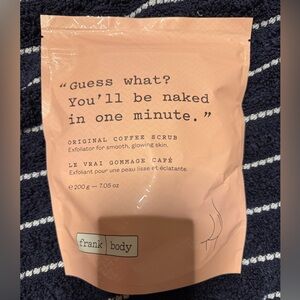 “Guess what?
You’ll be naked
in one minute.”
ORIGINAL COFFEE SCRUB
Exfoliator for smooth, glowing skin.
LE VRAI GOMMAGE CAFÉ
Exfoliant pour une peau lisse et éclatante.
℮ 200 g — 7.05 oz
frank body